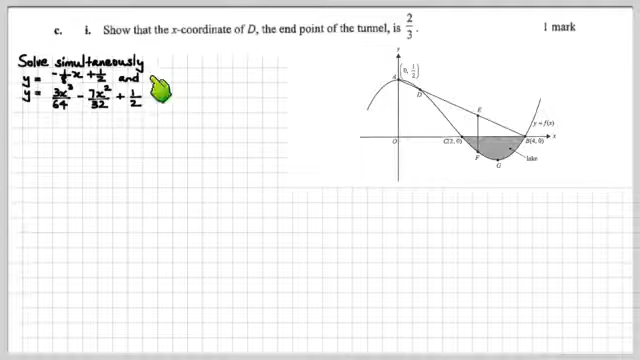 c. i. Show that the x-coordinate of D, the end point of the tunnel, is 2/3. 1 mark
Solve simultaneously
y = -1/8 x + 1/2 and
y = 3x³/64 - 7x²/32 + 1/2
y
A (0, 1/2)
D
E
y = f(x)
O C(2, 0) B(4, 0) x
F lake
G